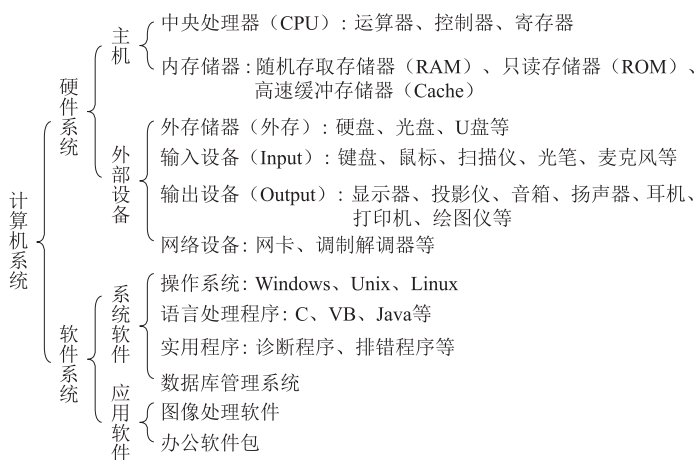 计算机系统
硬件系统
主机
中央处理器（CPU）: 运算器、控制器、寄存器
内存储器: 随机存取存储器（RAM）、只读存储器（ROM）、
高速缓冲存储器（Cache）
外部设备
外存储器（外存）: 硬盘、光盘、U盘等
输入设备（Input）: 键盘、鼠标、扫描仪、光笔、麦克风等
输出设备（Output）: 显示器、投影仪、音箱、扬声器、耳机、
打印机、绘图仪等
网络设备: 网卡、调制解调器等
软件系统
系统软件
操作系统: Windows、Unix、Linux
语言处理程序: C、VB、Java等
实用程序: 诊断程序、排错程序等
数据库管理系统
应用软件
图像处理软件
办公软件包